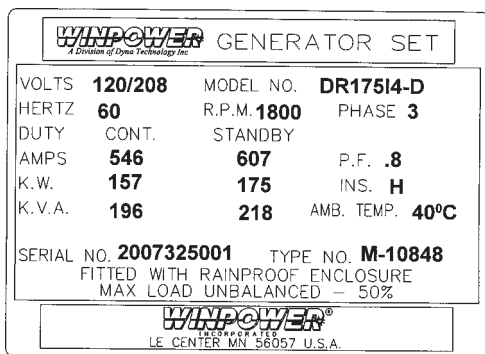 WINPOWER® GENERATOR SET
A Division of Dyna Technology Inc
VOLTS 120/208 MODEL NO. DR175I4-D
HERTZ 60 R.P.M. 1800 PHASE 3
DUTY CONT. STANDBY
AMPS 546 607 P.F. .8
K.W. 157 175 INS. H
K.V.A. 196 218 AMB. TEMP. 40⁰C
SERIAL NO. 2007325001 TYPE NO. M-10848
FITTED WITH RAINPROOF ENCLOSURE
MAX LOAD UNBALANCED – 50%
WINPOWER®
INCORPORATED
LE CENTER MN 56057 U.S.A.